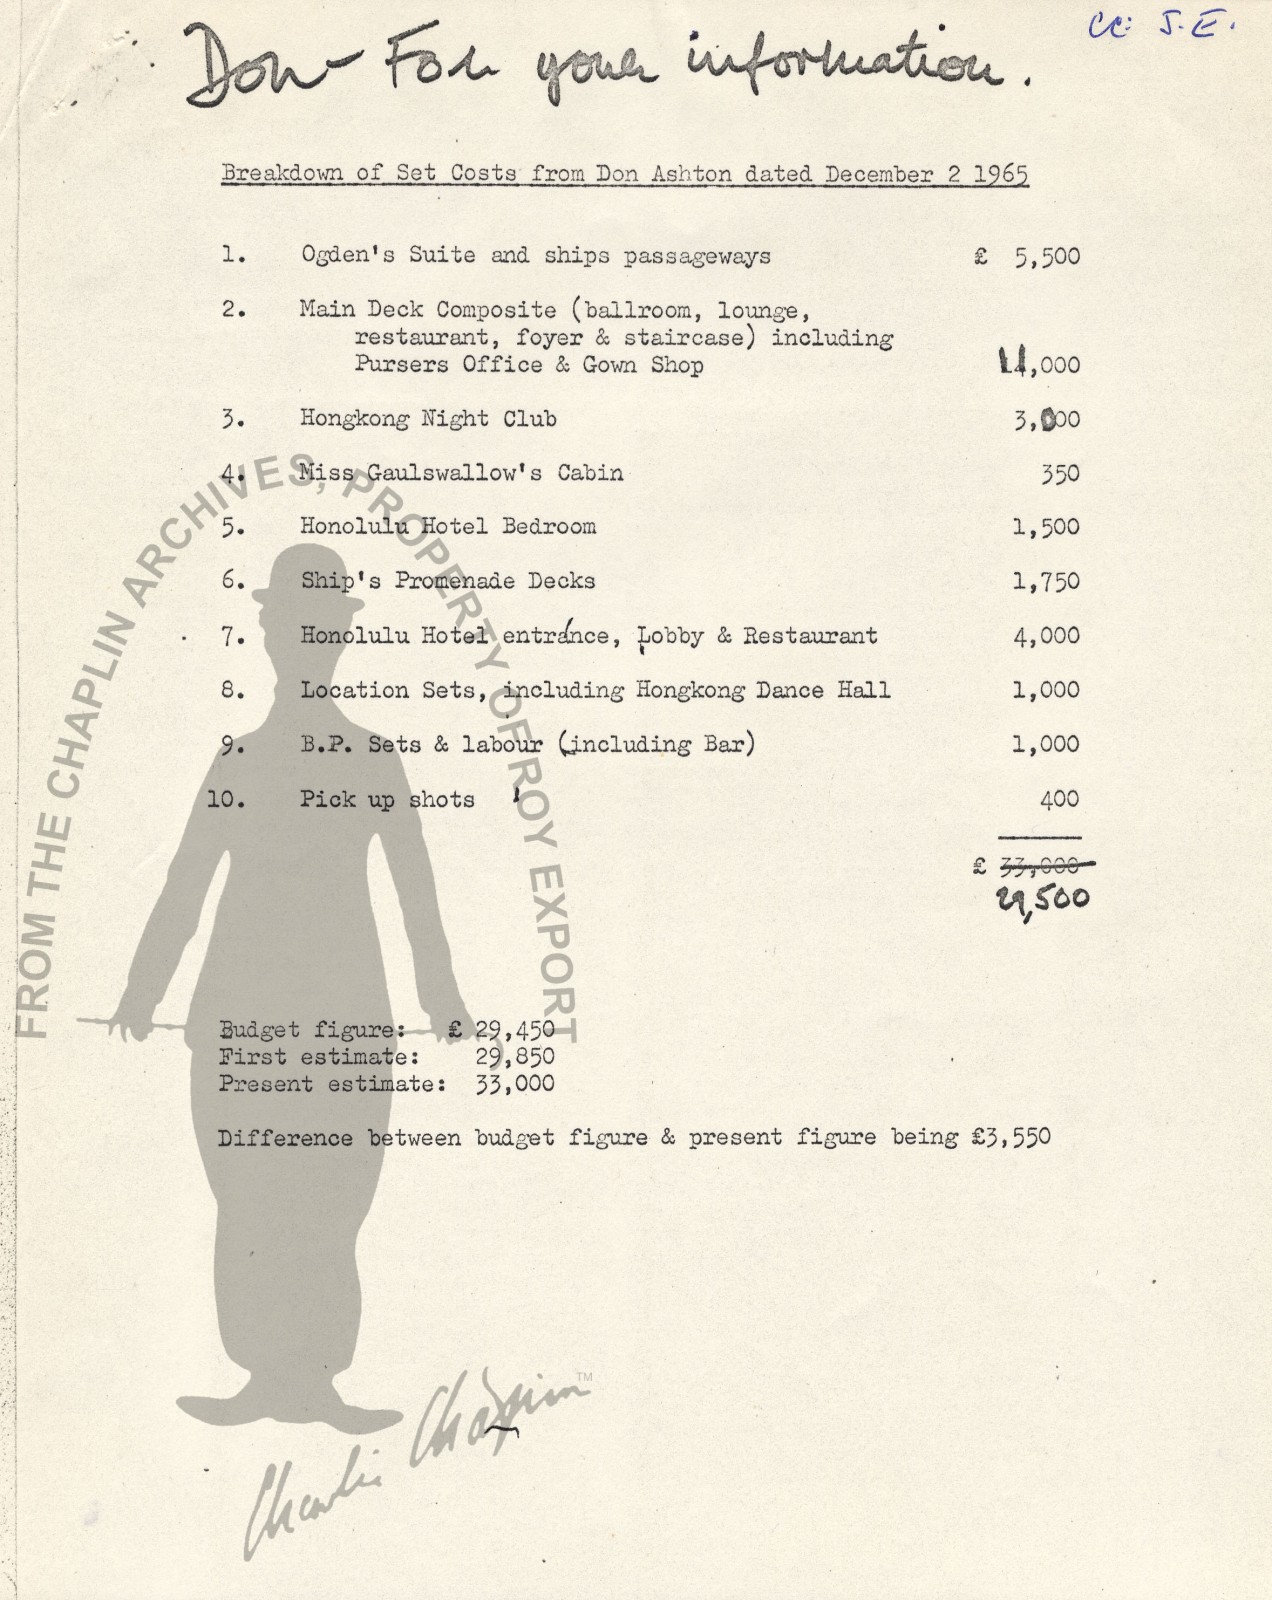 cc: J.E.
Don – For your information.
Breakdown of Set Costs from Don Ashton dated December 2 1965
1. Ogden's Suite and ships passageways £ 5,500
2. Main Deck Composite (ballroom, lounge,
restaurant, foyer & staircase) including
Pursers Office & Gown Shop 11,000
3. Hongkong Night Club 3,000
4. Miss Gaulswallow's Cabin 350
5. Honolulu Hotel Bedroom 1,500
6. Ship's Promenade Decks 1,750
7. Honolulu Hotel entrance, Lobby & Restaurant 4,000
8. Location Sets, including Hongkong Dance Hall 1,000
9. B.P. Sets & labour (including Bar) 1,000
10. Pick up shots 400
£ 33,000
29,500
Budget figure: £ 29,450
First estimate: 29,850
Present estimate: 33,000
Difference between budget figure & present figure being £3,550
FROM THE CHAPLIN ARCHIVES, PROPERTY OF ROY EXPORT
Charlie Chaplin TM